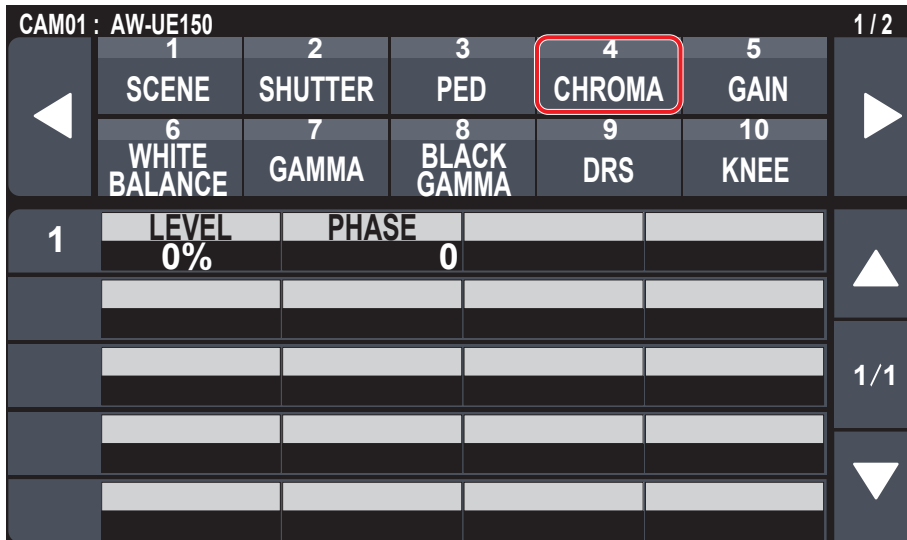 CAM01 : AW-UE150 1 / 2
1 2 3 4 5
SCENE SHUTTER PED CHROMA GAIN
6 7 8 9 10
WHITE BALANCE GAMMA BLACK GAMMA DRS KNEE
1 LEVEL PHASE
0% 0
1/1